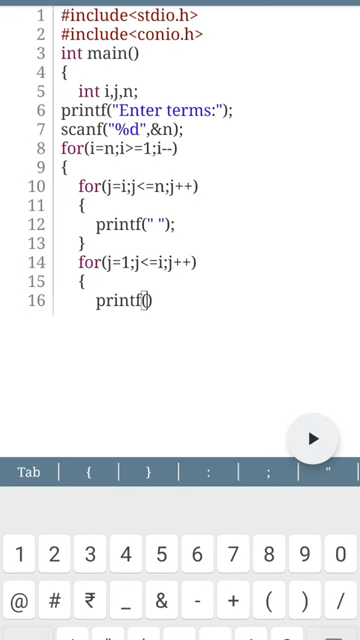 1 #include<stdio.h>
2 #include<conio.h>
3 int main()
4 {
5 int i,j,n;
6 printf("Enter terms:");
7 scanf("%d",&n);
8 for(i=n;i>=1;i--)
9 {
10 for(j=i;j<=n;j++)
11 {
12 printf(" ");
13 }
14 for(j=1;j<=i;j++)
15 {
16 printf()
Tab { } : ; "
1 2 3 4 5 6 7 8 9 0
@ # ₹ _ & - + ( ) /